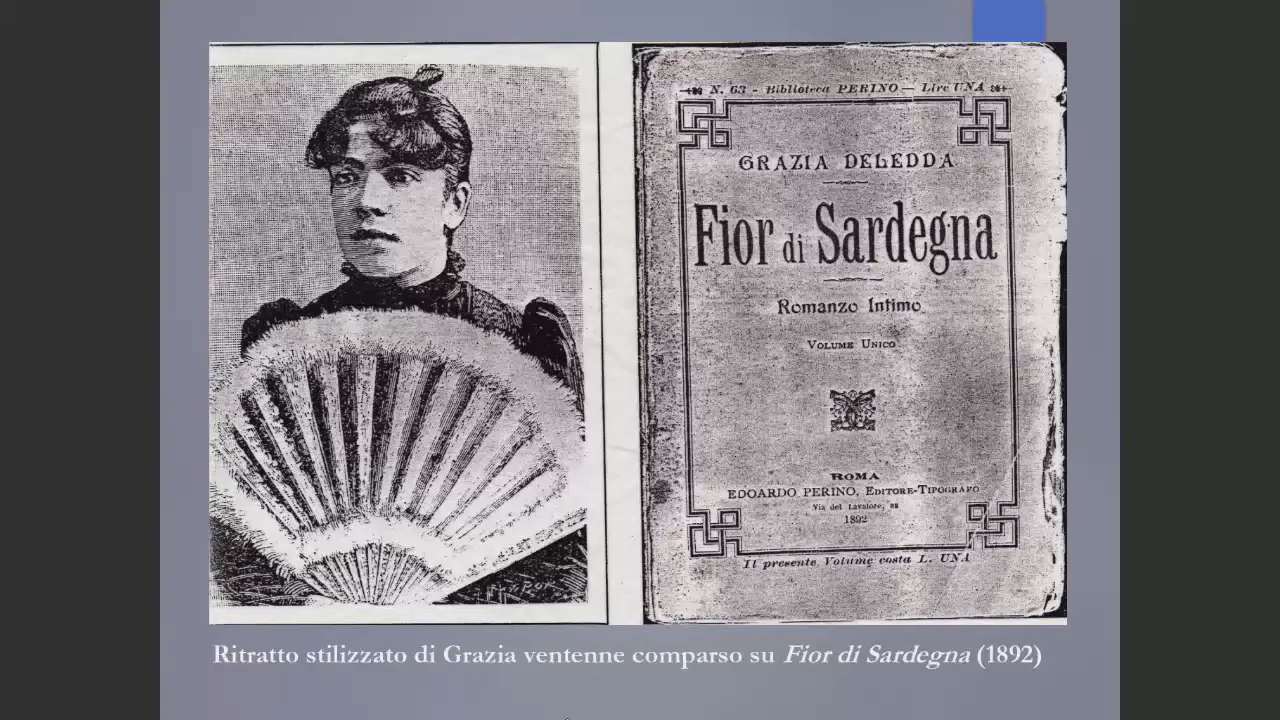 N. 63 - Biblioteca PERINO - Lire UNA
GRAZIA DELEDDA
Fior di Sardegna
Romanzo Intimo
VOLUME UNICO
ROMA
EDOARDO PERINO, EDITORE-TIPOGRAFO
Via del Lavatore, 88
1892
Il presente Volume costa L. UNA
Ritratto stilizzato di Grazia ventenne comparso su Fior di Sardegna (1892)